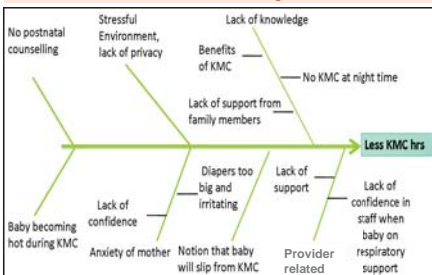 No postnatal
counselling
Stressful
Environment,
lack of privacy
Lack of knowledge
Benefits
of KMC
No KMC at night time
Lack of support from
family members
Less KMC hrs
Baby becoming
hot during KMC
Lack of
confidence
Anxiety of mother
Diapers too
big and
irritating
Notion that baby
will slip from KMC
Lack of
support
Provider
related
Lack of
confidence in
staff when
baby on
respiratory
support